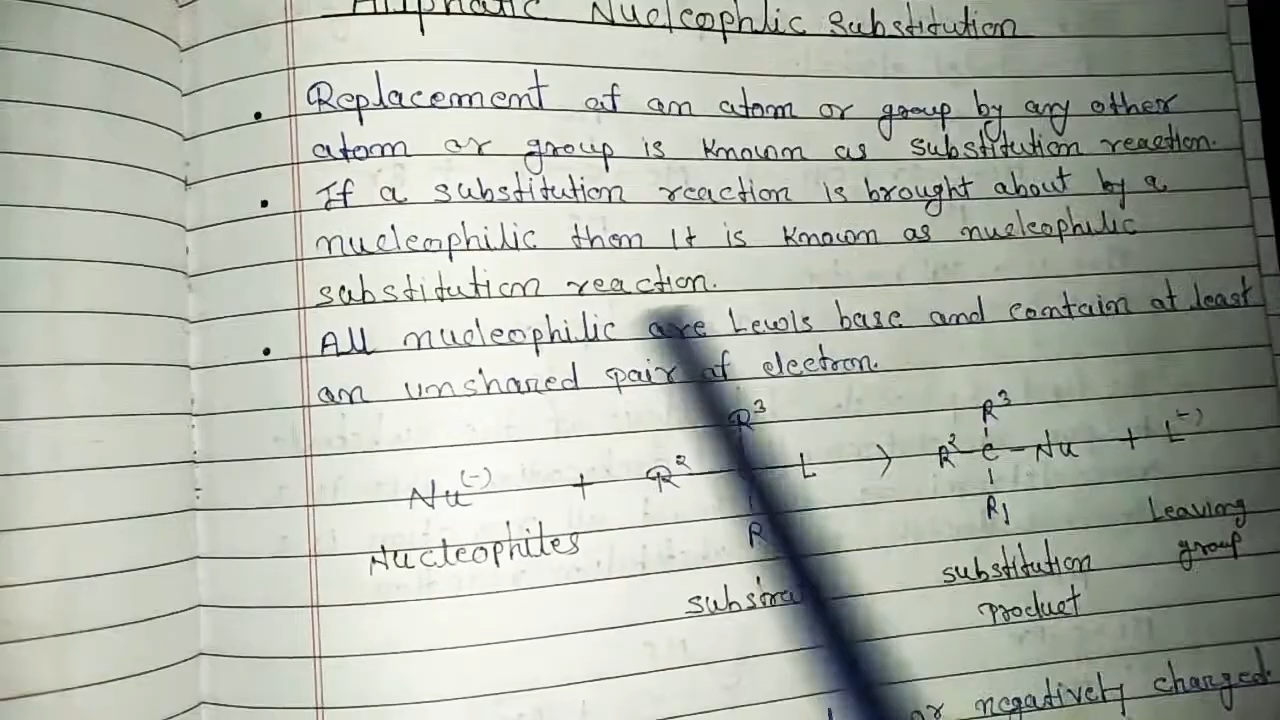 Aliphatic Nucleophlic Substitution
• Replacement of an atom or group by any other
atom or group is known as substitution reaction.
• If a substitution reaction is brought about by a
nucleophilic then It is known as nucleophilic
substitution reaction.
• All nucleophilic are Lewis base and contain at least
an unshared pair of electron.
R³ R³
Nu(-) + R² L → R² C - Nu + L(-)
R R1
Nucleophiles Leaving
substitution group
product
or negatively charged